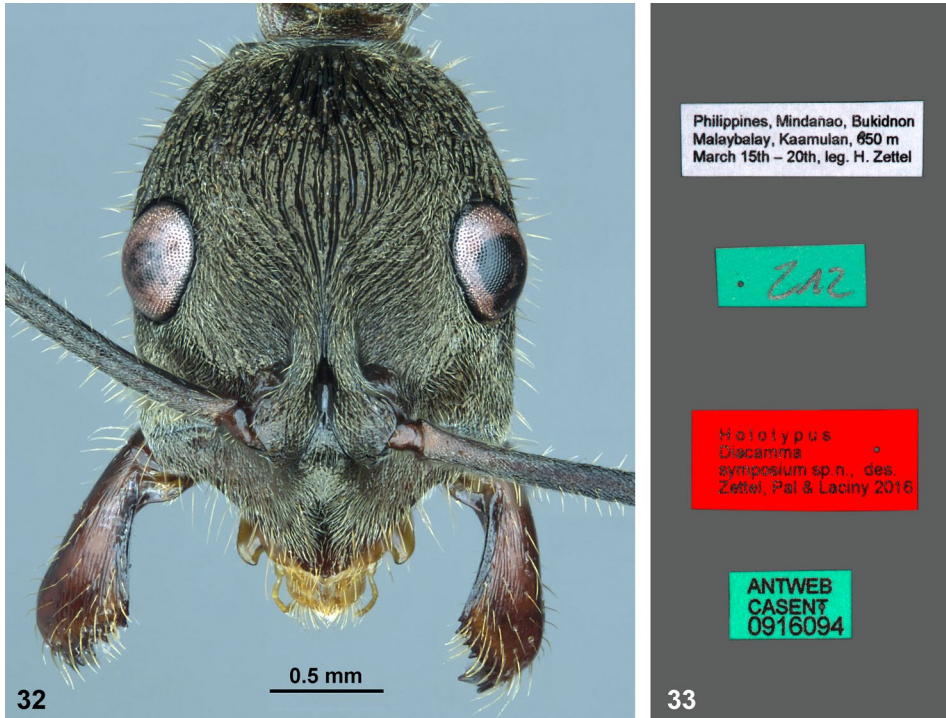 0.5 mm
32
Philippines, Mindanao, Bukidnon
Malaybalay, Kaamulan, 650 m
March 15th – 20th, leg. H. Zettel
212
Holotypus
Diacamma
symposium sp.n., des.
Zettel, Pal & Laciny 2016
ANTWEB
CASENT
0916094
33